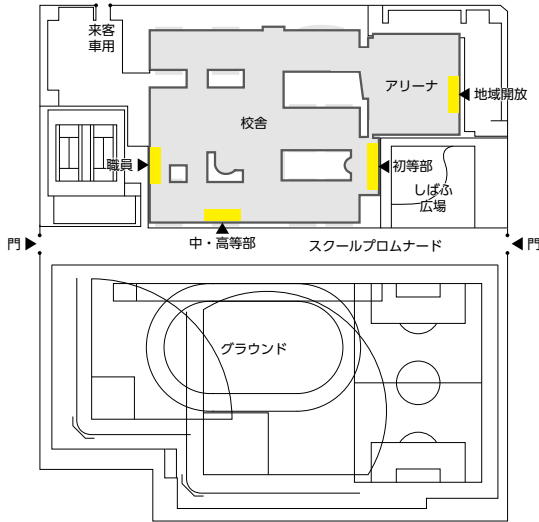 来客
車用
アリーナ
地域開放
校舎
職員
初等部
しばふ
広場
中・高等部
スクールプロムナード
門
門
グラウンド